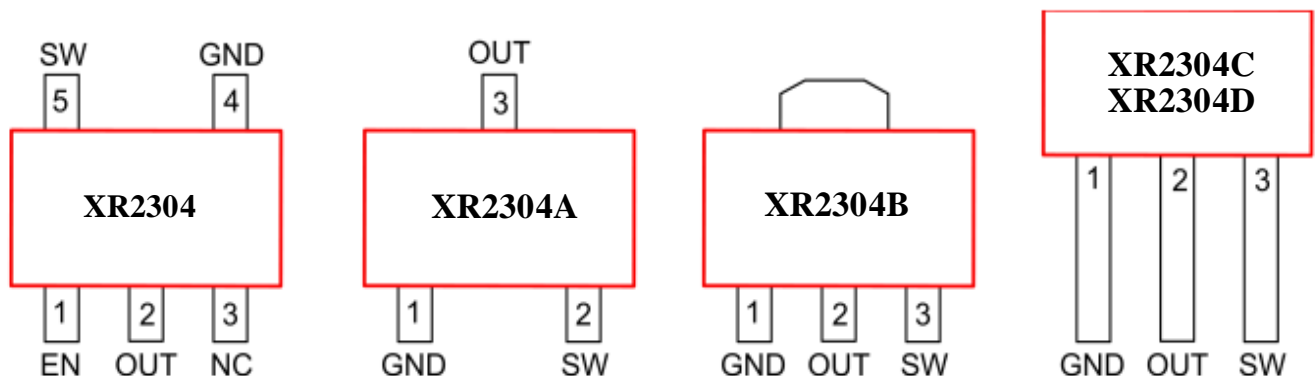 SW GND
5 4
XR2304
1 2 3
EN OUT NC
OUT
3
XR2304A
1 2
GND SW
XR2304B
1 2 3
GND OUT SW
XR2304C
XR2304D
1 2 3
GND OUT SW